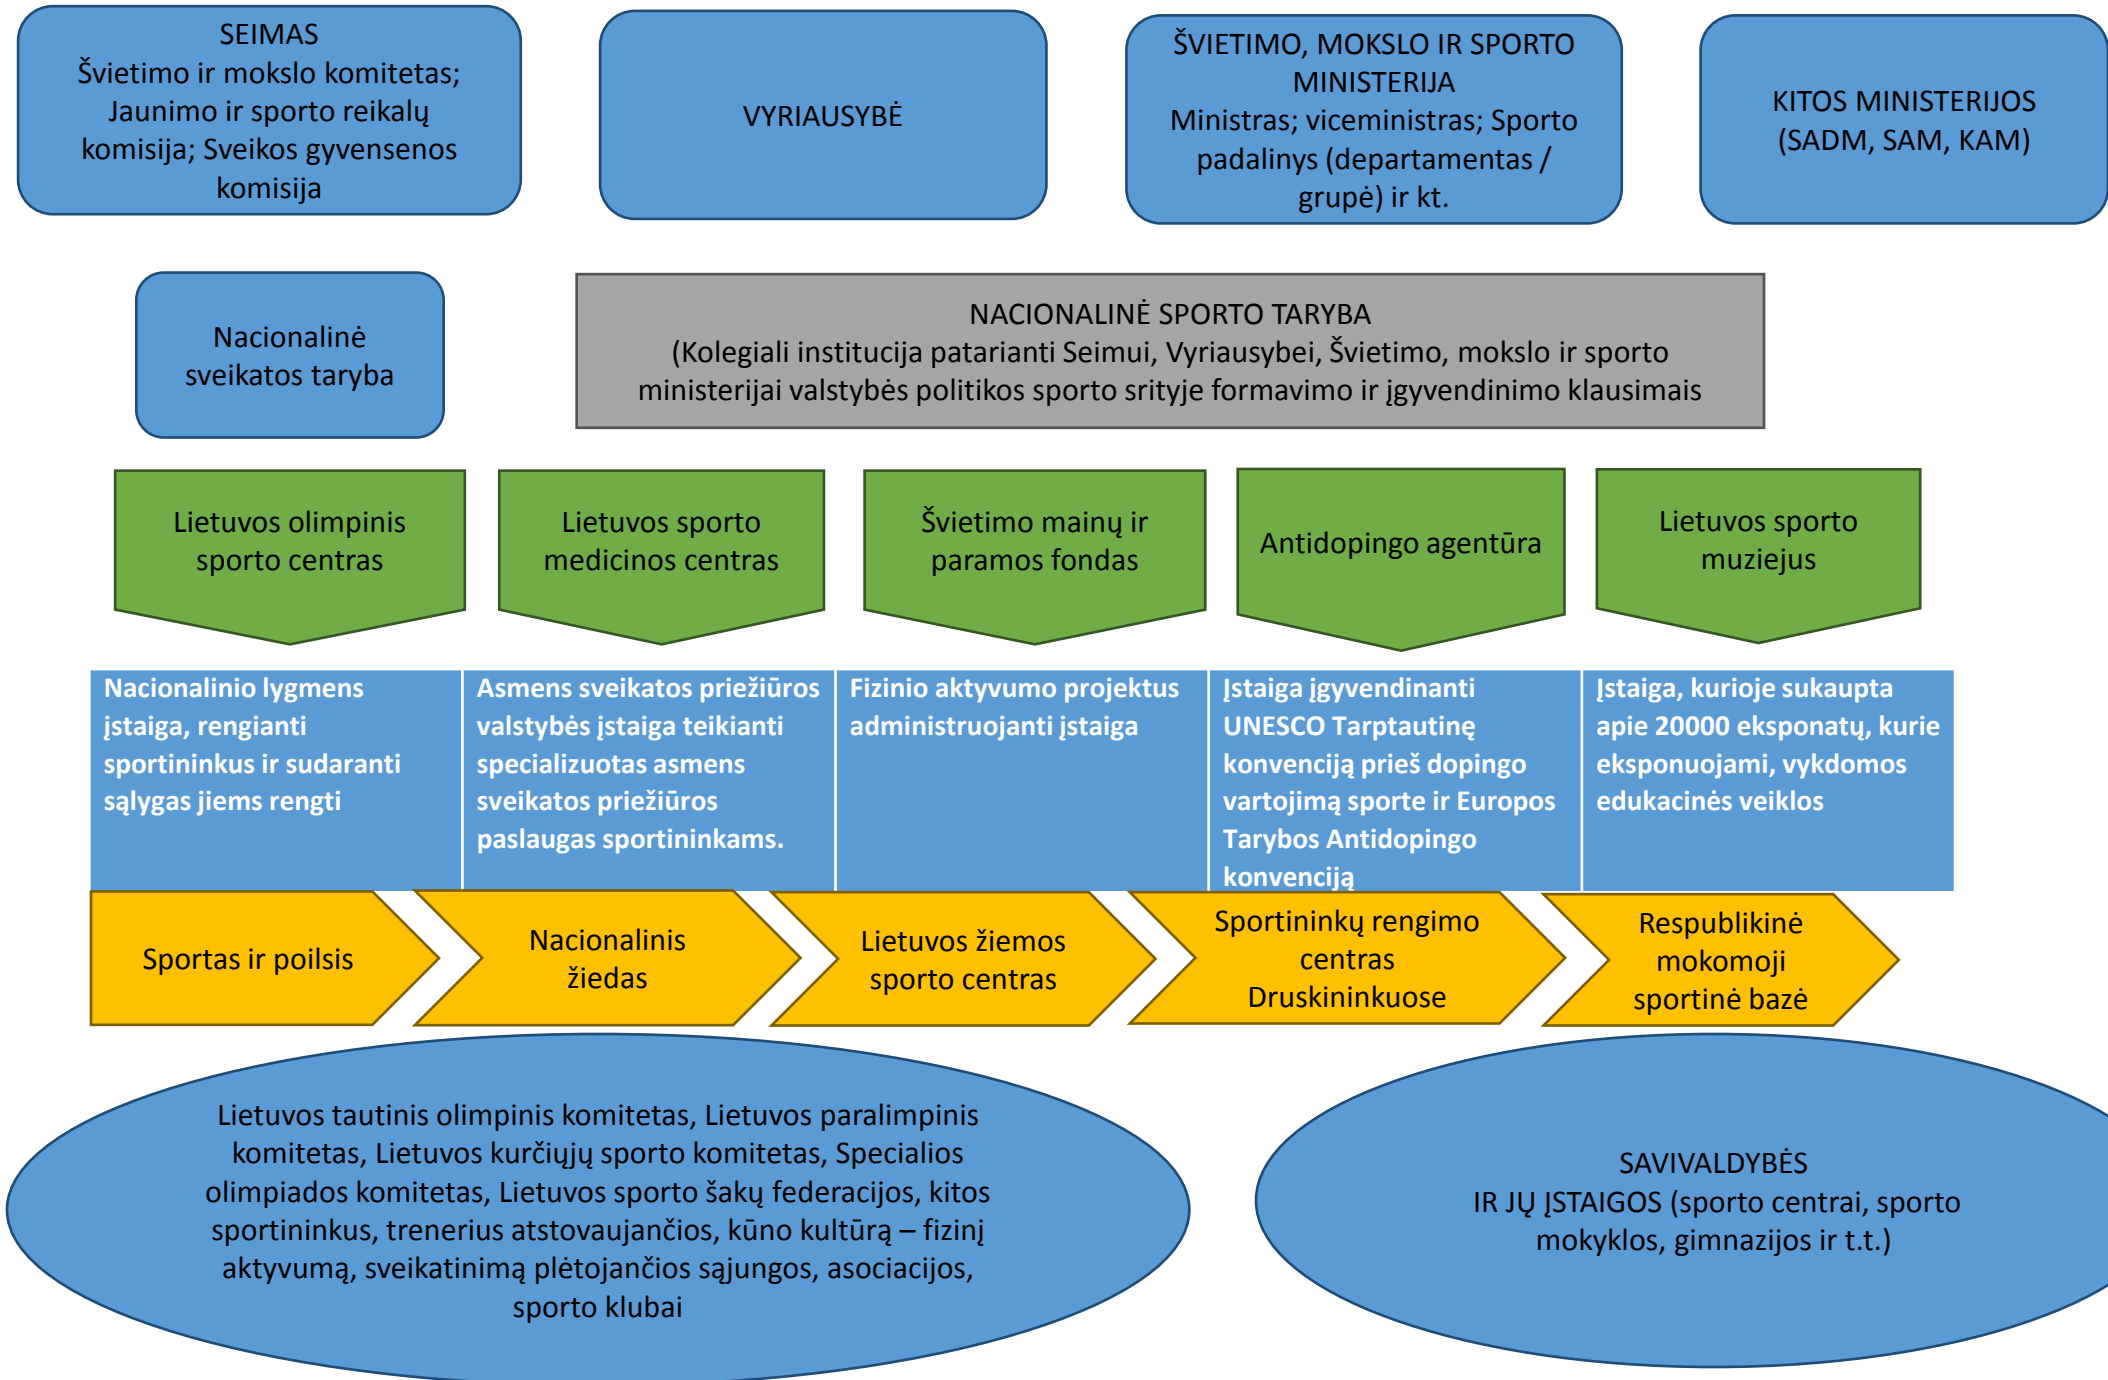 SEIMAS
Švietimo ir mokslo komitetas;
Jaunimo ir sporto reikalų
komisija; Sveikos gyvensenos
komisija
VYRIAUSYBĖ
ŠVIETIMO, MOKSLO IR SPORTO
MINISTERIJA
Ministras; viceministras; Sporto
padalinys (departamentas /
grupė) ir kt.
KITOS MINISTERIJOS
(SADM, SAM, KAM)
Nacionalinė
sveikatos taryba
NACIONALINĖ SPORTO TARYBA
(Kolegiali institucija patarianti Seimui, Vyriausybei, Švietimo, mokslo ir sporto
ministerijai valstybės politikos sporto srityje formavimo ir įgyvendinimo klausimais
Lietuvos olimpinis
sporto centras
Lietuvos sporto
medicinos centras
Švietimo mainų ir
paramos fondas
Antidopingo agentūra
Lietuvos sporto
muziejus
Nacionalinio lygmens
įstaiga, rengianti
sportininkus ir sudaranti
sąlygas jiems rengti
Asmens sveikatos priežiūros
valstybės įstaiga teikianti
specializuotas asmens
sveikatos priežiūros
paslaugas sportininkams.
Fizinio aktyvumo projektus
administruojanti įstaiga
Įstaiga įgyvendinanti
UNESCO Tarptautinę
konvenciją prieš dopingo
vartojimą sporte ir Europos
Tarybos Antidopingo
konvenciją
Įstaiga, kurioje sukaupta
apie 20000 eksponatų, kurie
eksponuojami, vykdomos
edukacinės veiklos
Sportas ir poilsis
Nacionalinis
žiedas
Lietuvos žiemos
sporto centras
Sportininkų rengimo
centras
Druskininkuose
Respublikinė
mokomoji
sportinė bazė
Lietuvos tautinis olimpinis komitetas, Lietuvos paralimpinis
komitetas, Lietuvos kurčiųjų sporto komitetas, Specialios
olimpiados komitetas, Lietuvos sporto šakų federacijos, kitos
sportininkus, trenerius atstovaujančios, kūno kultūrą – fizinį
aktyvumą, sveikatinimą plėtojančios sąjungos, asociacijos,
sporto klubai
SAVIVALDYBĖS
IR JŲ ĮSTAIGOS (sporto centrai, sporto
mokyklos, gimnazijos ir t.t.)